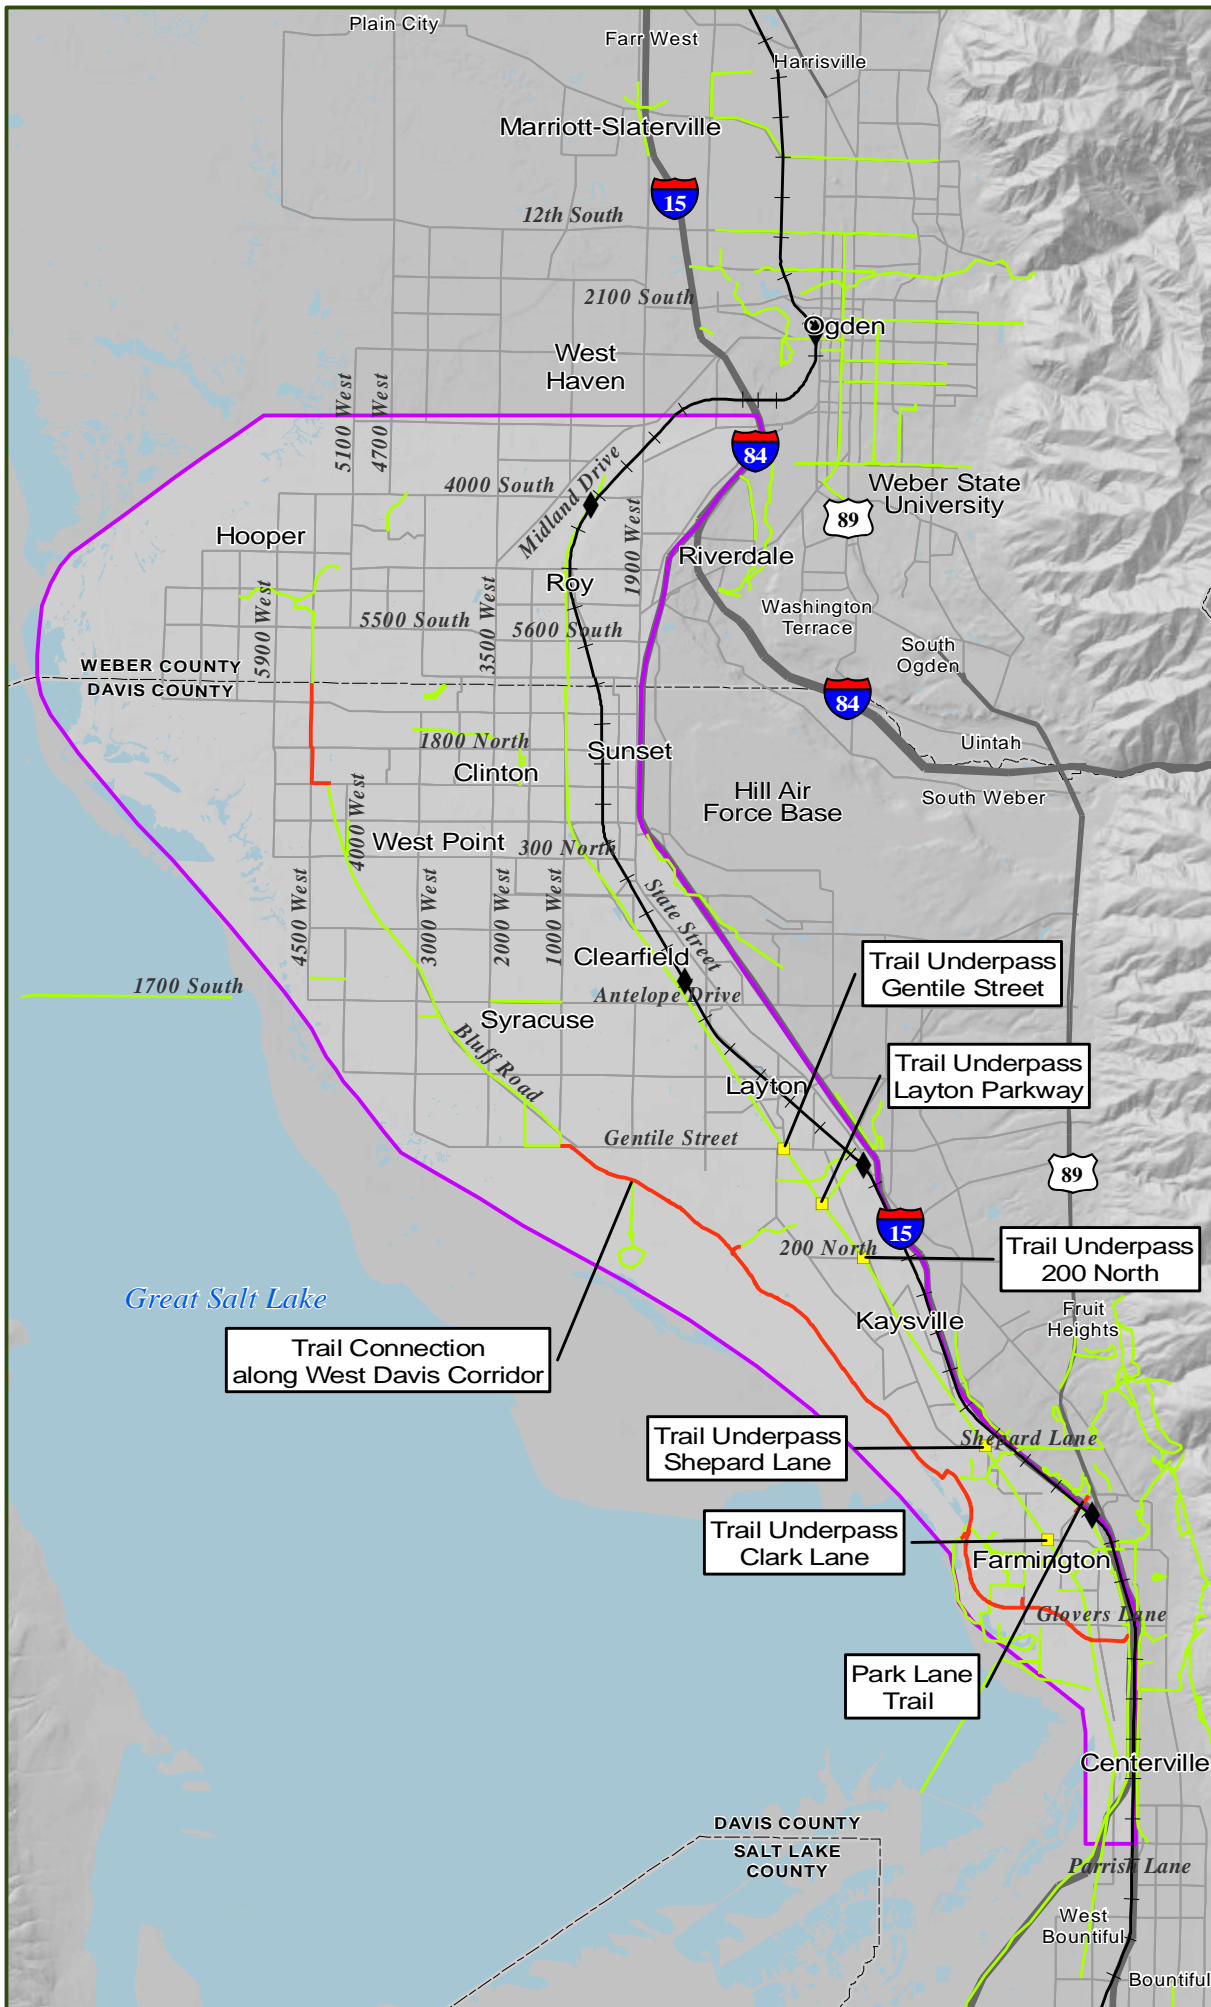 Plain City
Farr West
Harrisville
Marriott-Slaterville
15
12th South
2100 South
Ogden
West
Haven
5100 West
4700 West
84
4000 South
Midland Drive
Weber State
University
89
Hooper
1900 West
Riverdale
Roy
5900 West
3500 West
Washington
Terrace
5500 South
5600 South
South
Ogden
WEBER COUNTY
DAVIS COUNTY
84
1800 North
Sunset
Uintah
Clinton
Hill Air
Force Base
South Weber
4000 West
West Point
300 North
4500 West
3000 West
2000 West
1000 West
State Street
Clearfield
Trail Underpass
Gentile Street
1700 South
Antelope Drive
Syracuse
Bluff Road
Trail Underpass
Layton Parkway
Layton
Gentile Street
89
15
200 North
Trail Underpass
200 North
Great Salt Lake
Kaysville
Fruit
Heights
Trail Connection
along West Davis Corridor
Trail Underpass
Shepard Lane
Shepard Lane
Trail Underpass
Clark Lane
Farmington
Glovers Lane
Park Lane
Trail
Centerville
DAVIS COUNTY
SALT LAKE
COUNTY
Parrish Lane
West
Bountiful
Bountiful